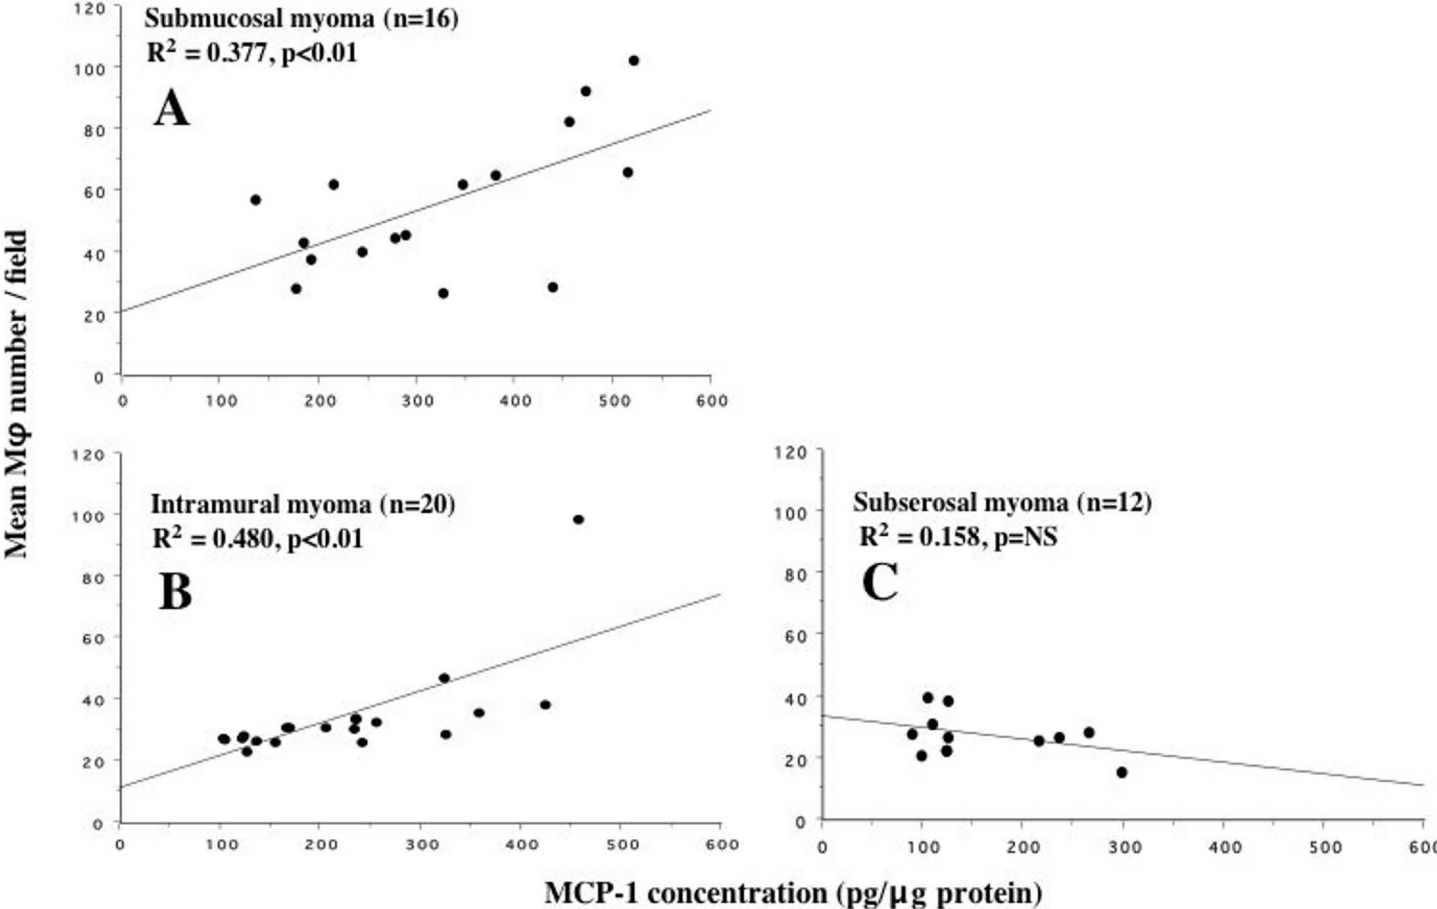 120
Submucosal myoma (n=16)
R² = 0.377, p<0.01
100
A
80
60
40
20
0
0 100 200 300 400 500 600
Mean Mφ number / field
120
Intramural myoma (n=20)
100
R² = 0.480, p<0.01
80
B
60
40
20
0
0 100 200 300 400 500 600
120
Subserosal myoma (n=12)
100
R² = 0.158, p=NS
80
C
60
40
20
0
0 100 200 300 400 500 600
MCP-1 concentration (pg/μg protein)